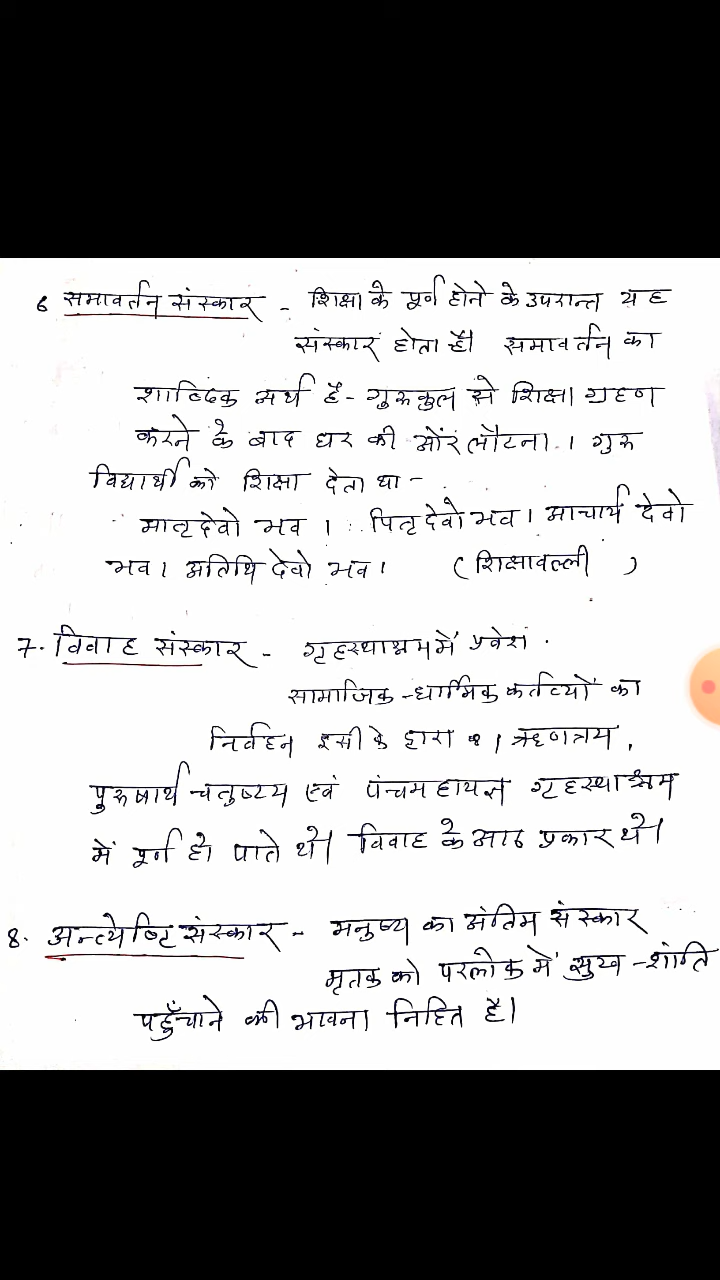 6 समावर्तन संस्कार - शिक्षा के पूर्ण होने के उपरान्त यह
संस्कार होता है। समावर्तन का
शाब्दिक अर्थ है - गुरुकुल से शिक्षा ग्रहण
करने के बाद घर की ओर लौटना । गुरु
विद्यार्थी को शिक्षा देता था -
मातृ देवो भव । पितृ देवो भव । आचार्य देवो
भव । अतिथि देवो भव । (शिक्षावल्ली )
7. विवाह संस्कार - गृहस्थाश्रम में प्रवेश .
सामाजिक - धार्मिक कर्तव्यों का
निर्वहन इसी के द्वारा । ऋणत्रय ,
पुरुषार्थ चतुष्टय एवं पंचमहायज्ञ गृहस्थाश्रम
में पूर्ण हो पाते थे। विवाह के आठ प्रकार थे।
8. अन्त्येष्टि संस्कार - मनुष्य का अंतिम संस्कार
मृतक को परलोक में सुख - शांति
पहुँचाने की भावना निहित है।